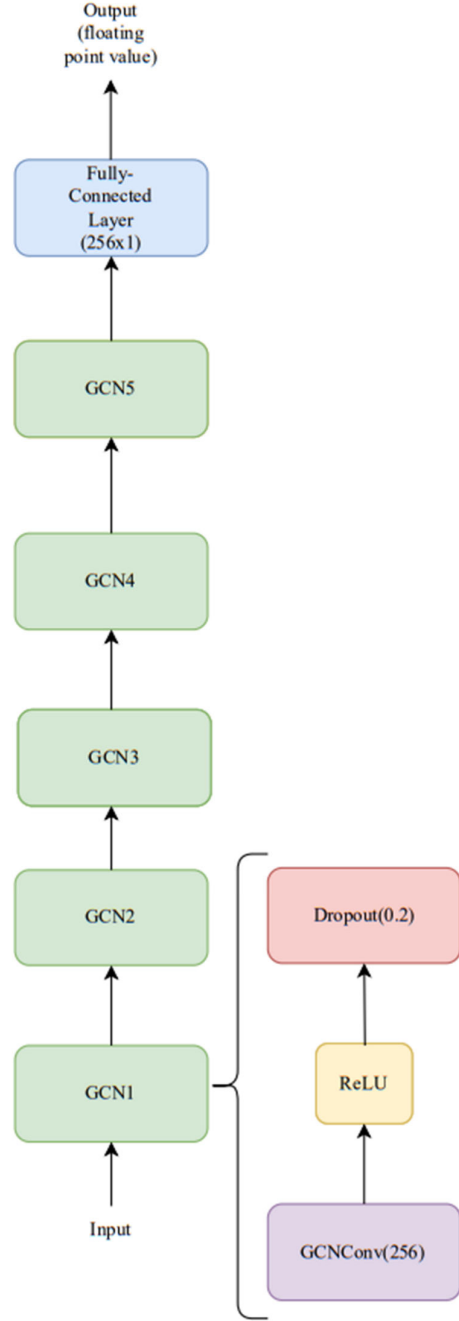 Output
(floating
point value)
Fully-
Connected
Layer
(256x1)
GCN5
GCN4
GCN3
GCN2
Dropout(0.2)
GCN1
ReLU
Input
GCNConv(256)